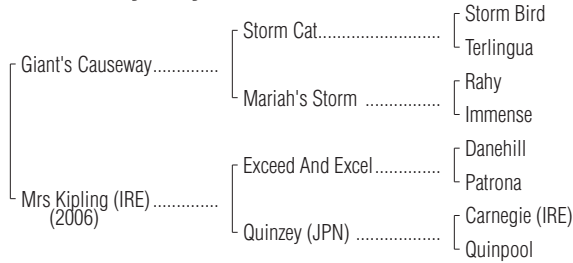 Storm Bird
Storm Cat.............................
Terlingua
Giant's Causeway...............
Rahy
Mariah's Storm ..................
Immense
Danehill
Exceed And Excel...............
Patrona
Mrs Kipling (IRE)...............
(2006)
Carnegie (IRE)
Quinzey (JPN) ....................
Quinpool